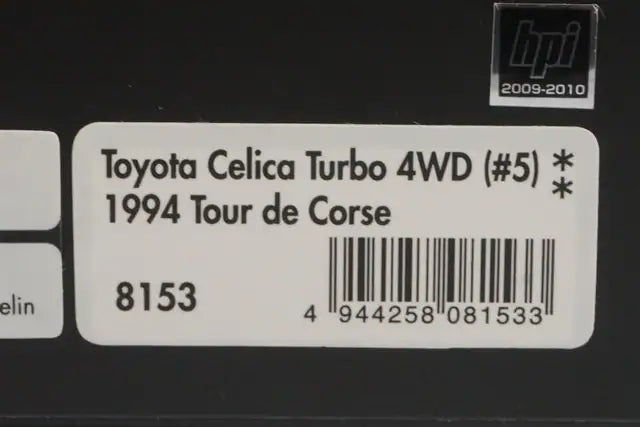 hpi
2009-2010
Toyota Celica Turbo 4WD (#5) **
1994 Tour de Corse
8153
4 944258 081533
elin